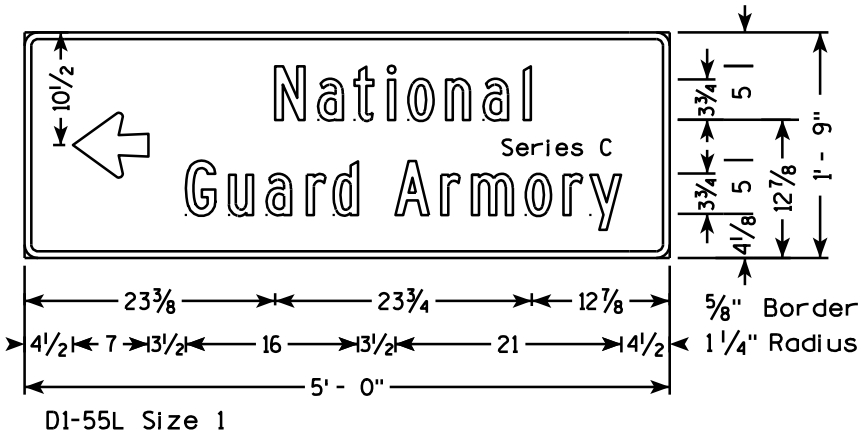 10½
National
Series C
Guard Armory
3¾
5
3¾
5
4⅛
12⅞
1' - 9"
23⅜ 23¾ 12⅞
4½ 7 3½ 16 3½ 21 4½
5' - 0"
⅝" Border
1¼" Radius
D1-55L Size 1